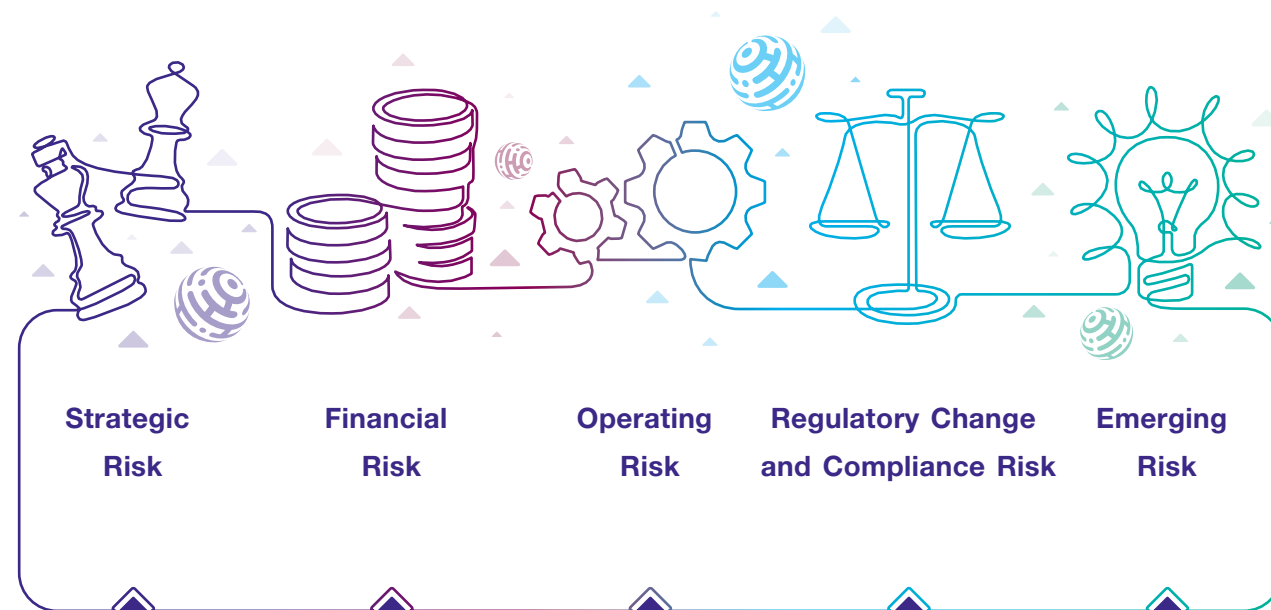 Strategic
Risk
Financial
Risk
Operating
Risk
Regulatory Change
and Compliance Risk
Emerging
Risk